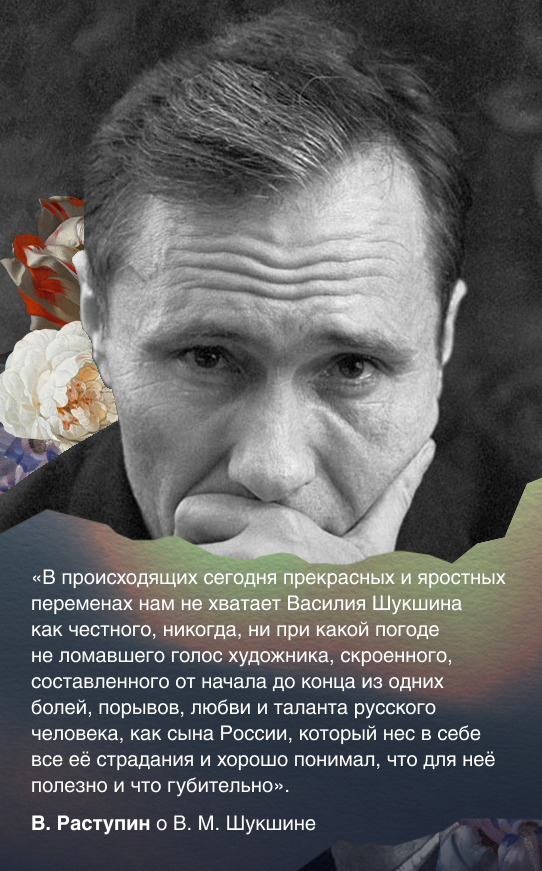 «В происходящих сегодня прекрасных и яростных
переменах нам не хватает Василия Шукшина
как честного, никогда, ни при какой погоде
не ломавшего голос художника, скроенного,
составленного от начала до конца из одних
болей, порывов, любви и таланта русского
человека, как сына России, который нес в себе
все её страдания и хорошо понимал, что для неё
полезно и что губительно».
В. Раступин о В. М. Шукшине